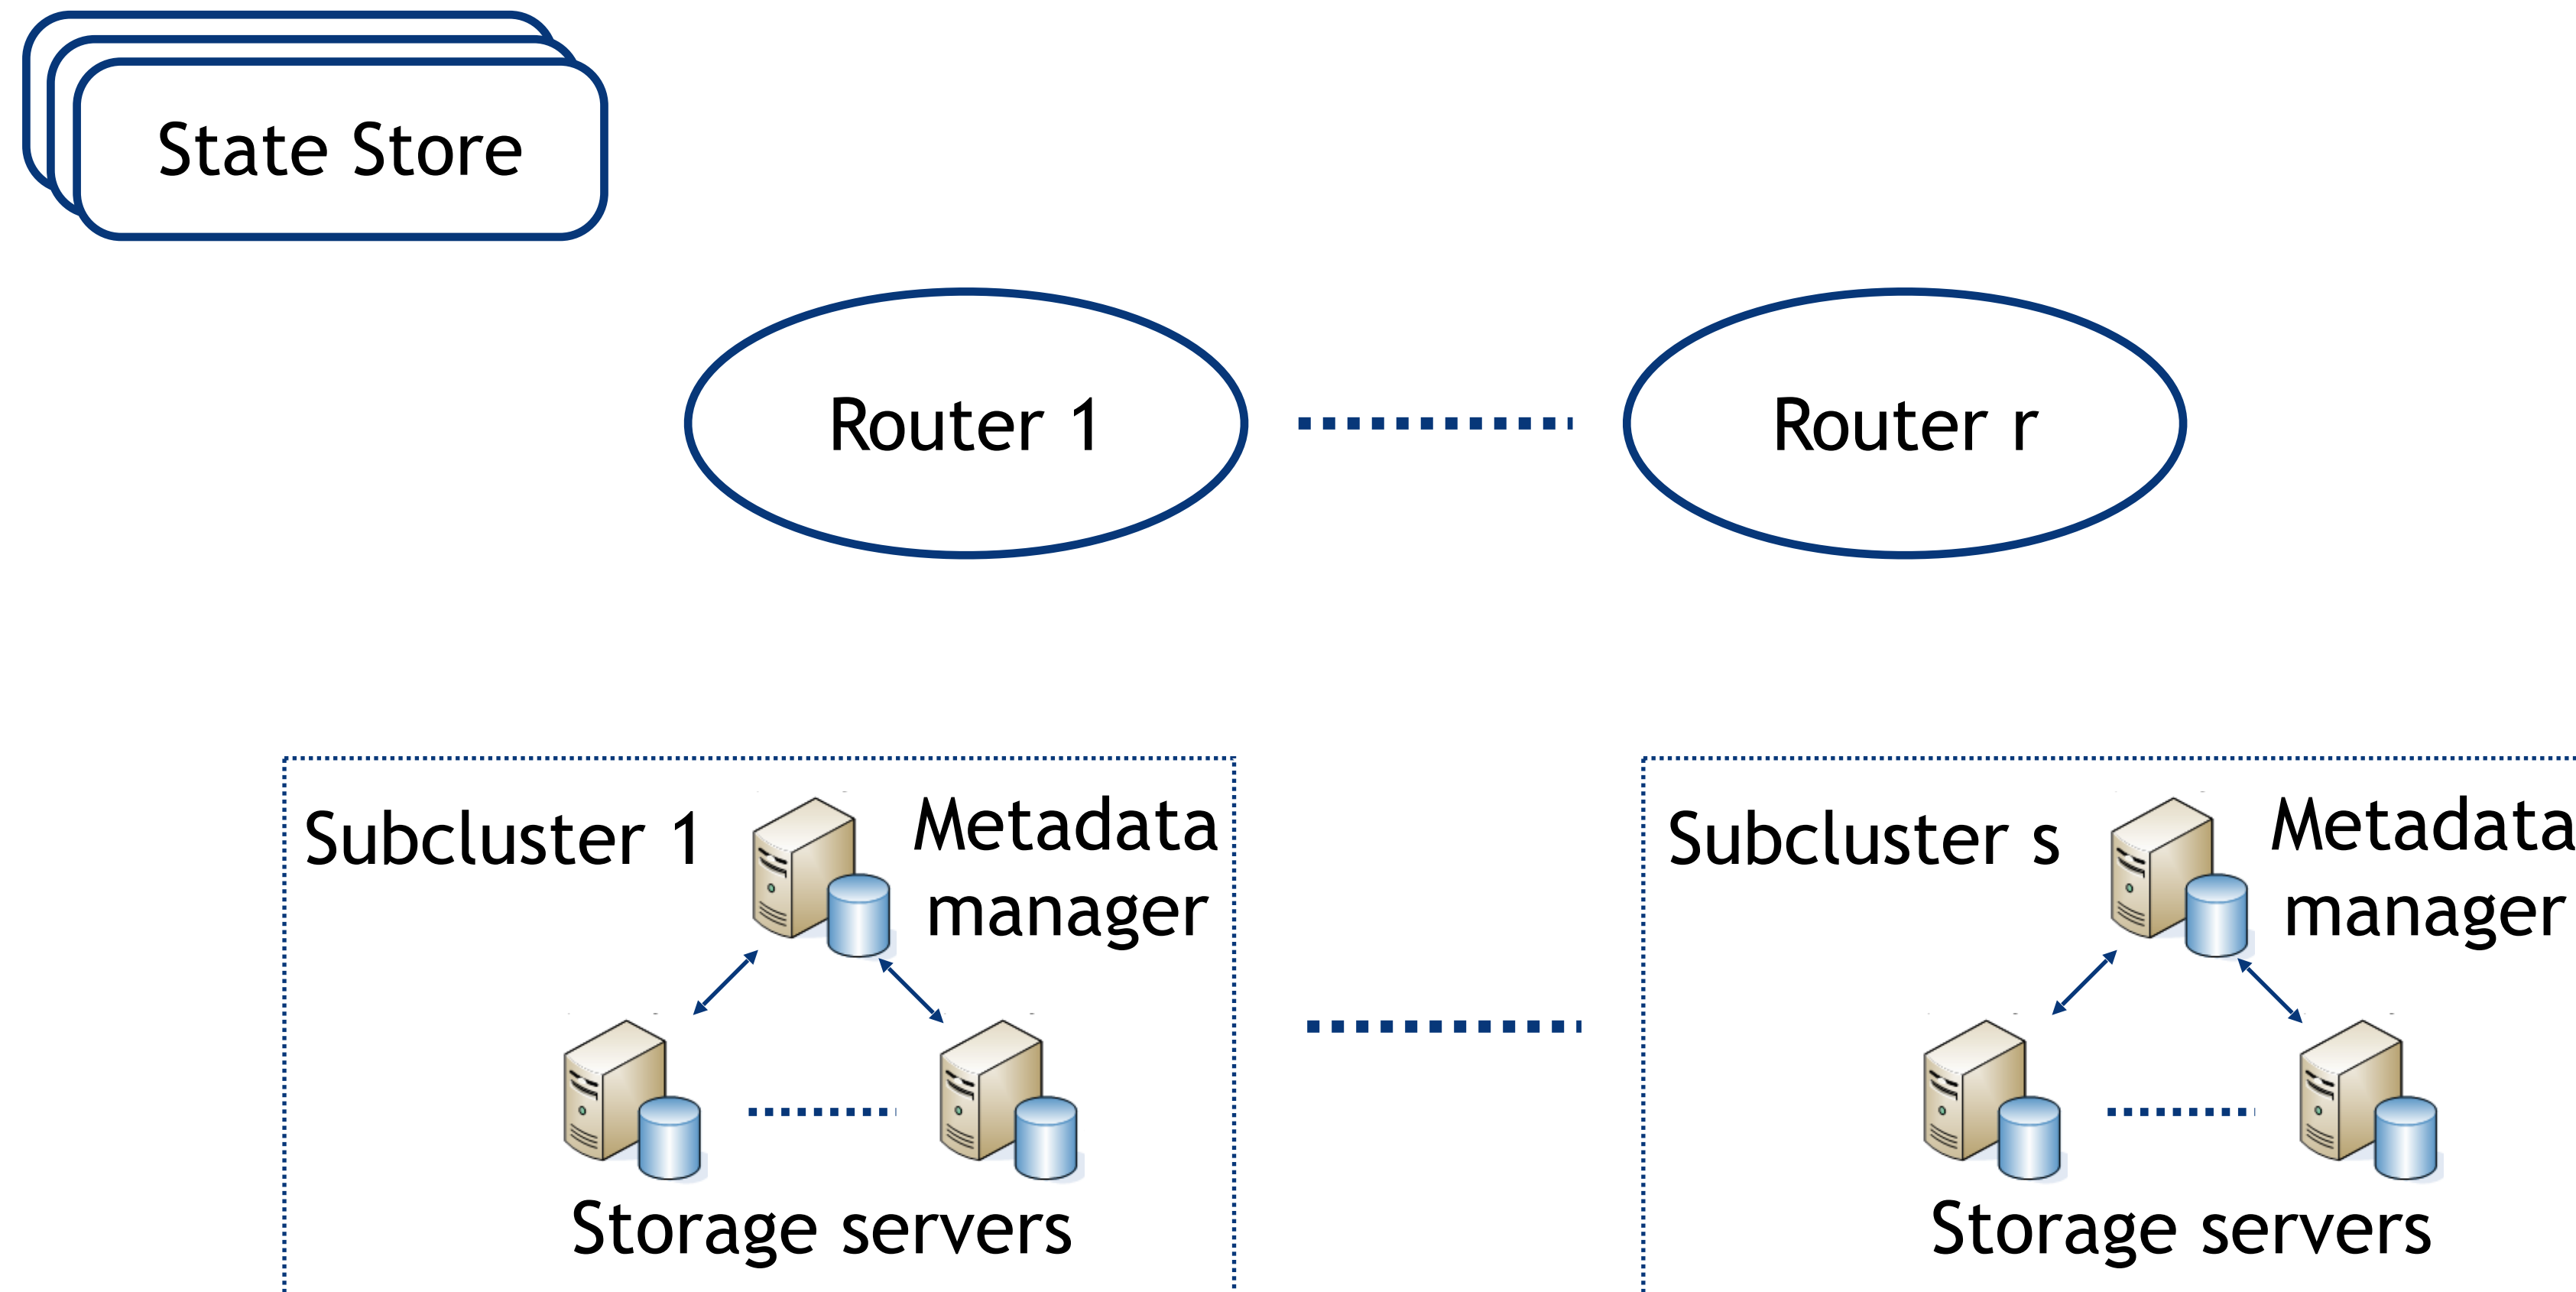 State Store
Router 1
Router r
Subcluster 1
Metadata
manager
Storage servers
Subcluster s
Metadata
manager
Storage servers